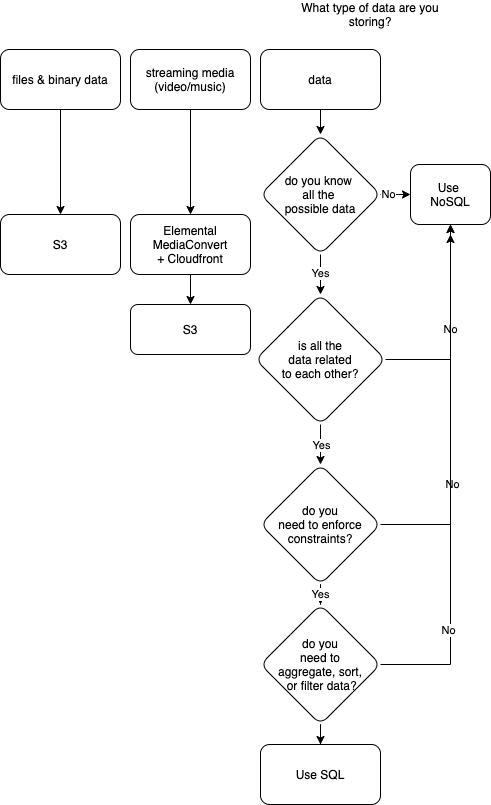 What type of data are you
storing?
files & binary data
streaming media
(video/music)
data
do you know
all the
possible data
No
Use
NoSQL
S3
Elemental
MediaConvert
+ Cloudfront
Yes
S3
No
is all the
data related
to each other?
Yes
No
do you
need to enforce
constraints?
Yes
No
do you
need to
aggregate, sort,
or filter data?
Use SQL